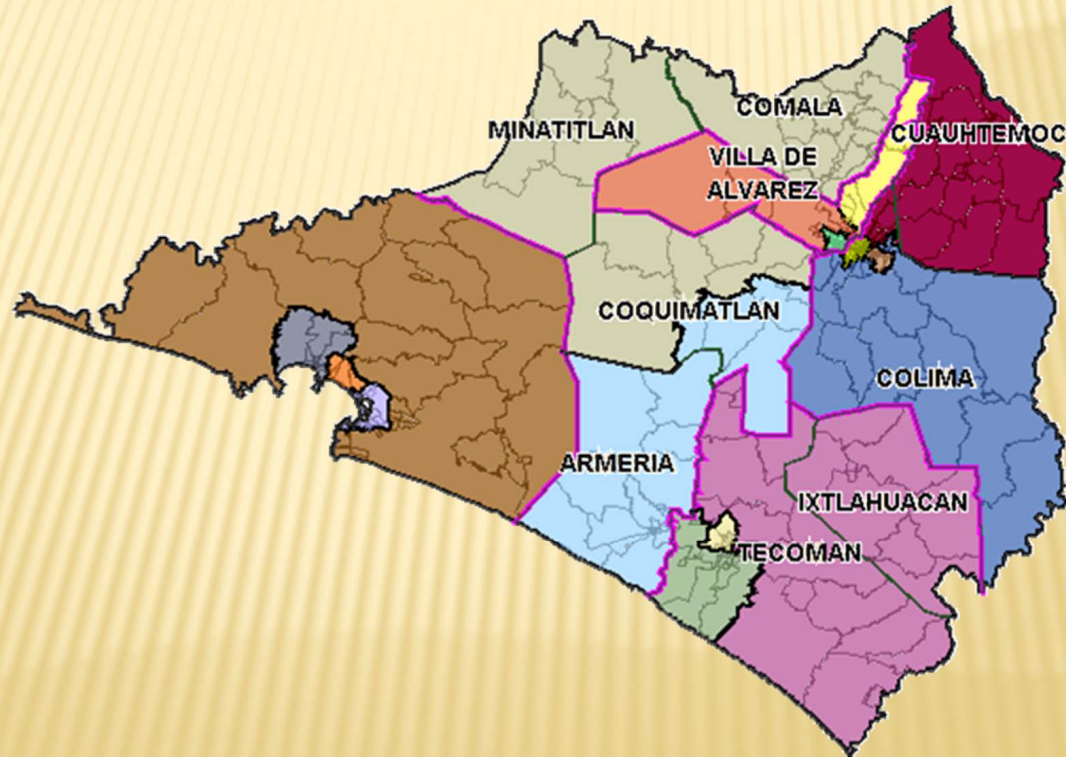 COMALA
MINATITLAN
CUAUHTEMOC
VILLA DE
ALVAREZ
COQUIMATLAN
COLIMA
ARMERIA
IXTLAHUACAN
TECOMAN